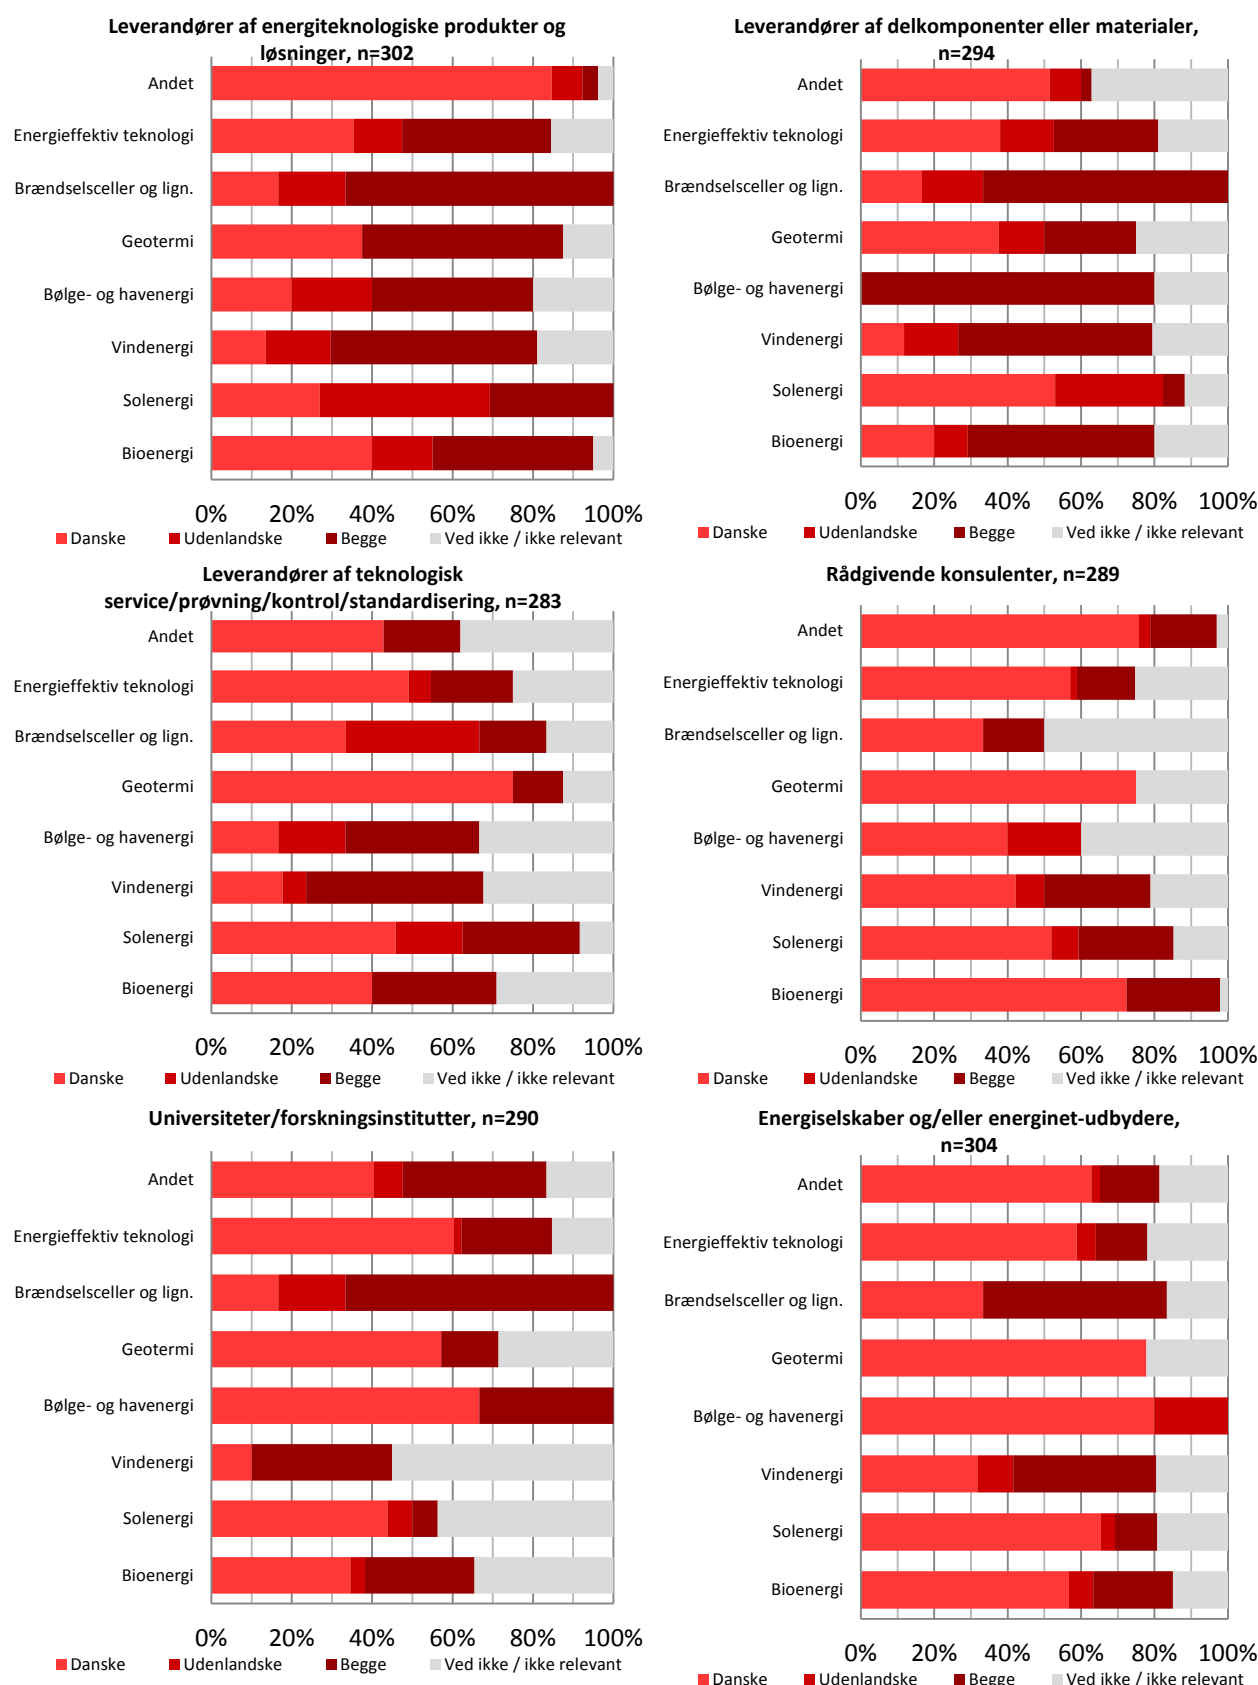 Leverandører af energiteknologiske produkter og
løsninger, n=302
Andet
Energieffektiv teknologi
Brændselsceller og lign.
Geotermi
Bølge- og havenergi
Vindenergi
Solenergi
Bioenergi
0% 20% 40% 60% 80% 100%
Danske Udenlandske Begge Ved ikke / ikke relevant
Leverandører af delkomponenter eller materialer,
n=294
Andet
Energieffektiv teknologi
Brændselsceller og lign.
Geotermi
Bølge- og havenergi
Vindenergi
Solenergi
Bioenergi
0% 20% 40% 60% 80% 100%
Danske Udenlandske Begge Ved ikke / ikke relevant
Leverandører af teknologisk
service/prøvning/kontrol/standardisering, n=283
Andet
Energieffektiv teknologi
Brændselsceller og lign.
Geotermi
Bølge- og havenergi
Vindenergi
Solenergi
Bioenergi
0% 20% 40% 60% 80% 100%
Danske Udenlandske Begge Ved ikke / ikke relevant
Rådgivende konsulenter, n=289
Andet
Energieffektiv teknologi
Brændselsceller og lign.
Geotermi
Bølge- og havenergi
Vindenergi
Solenergi
Bioenergi
0% 20% 40% 60% 80% 100%
Danske Udenlandske Begge Ved ikke / ikke relevant
Universiteter/forskningsinstitutter, n=290
Andet
Energieffektiv teknologi
Brændselsceller og lign.
Geotermi
Bølge- og havenergi
Vindenergi
Solenergi
Bioenergi
0% 20% 40% 60% 80% 100%
Danske Udenlandske Begge Ved ikke / ikke relevant
Energiselskaber og/eller energinet-udbydere,
n=304
Andet
Energieffektiv teknologi
Brændselsceller og lign.
Geotermi
Bølge- og havenergi
Vindenergi
Solenergi
Bioenergi
0% 20% 40% 60% 80% 100%
Danske Udenlandske Begge Ved ikke / ikke relevant